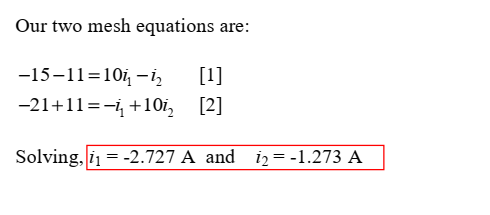 Our two mesh equations are:
−15−11=10i₁−i₂ [1]
−21+11=−i₁+10i₂ [2]
Solving, i₁ = -2.727 A and i₂ = -1.273 A